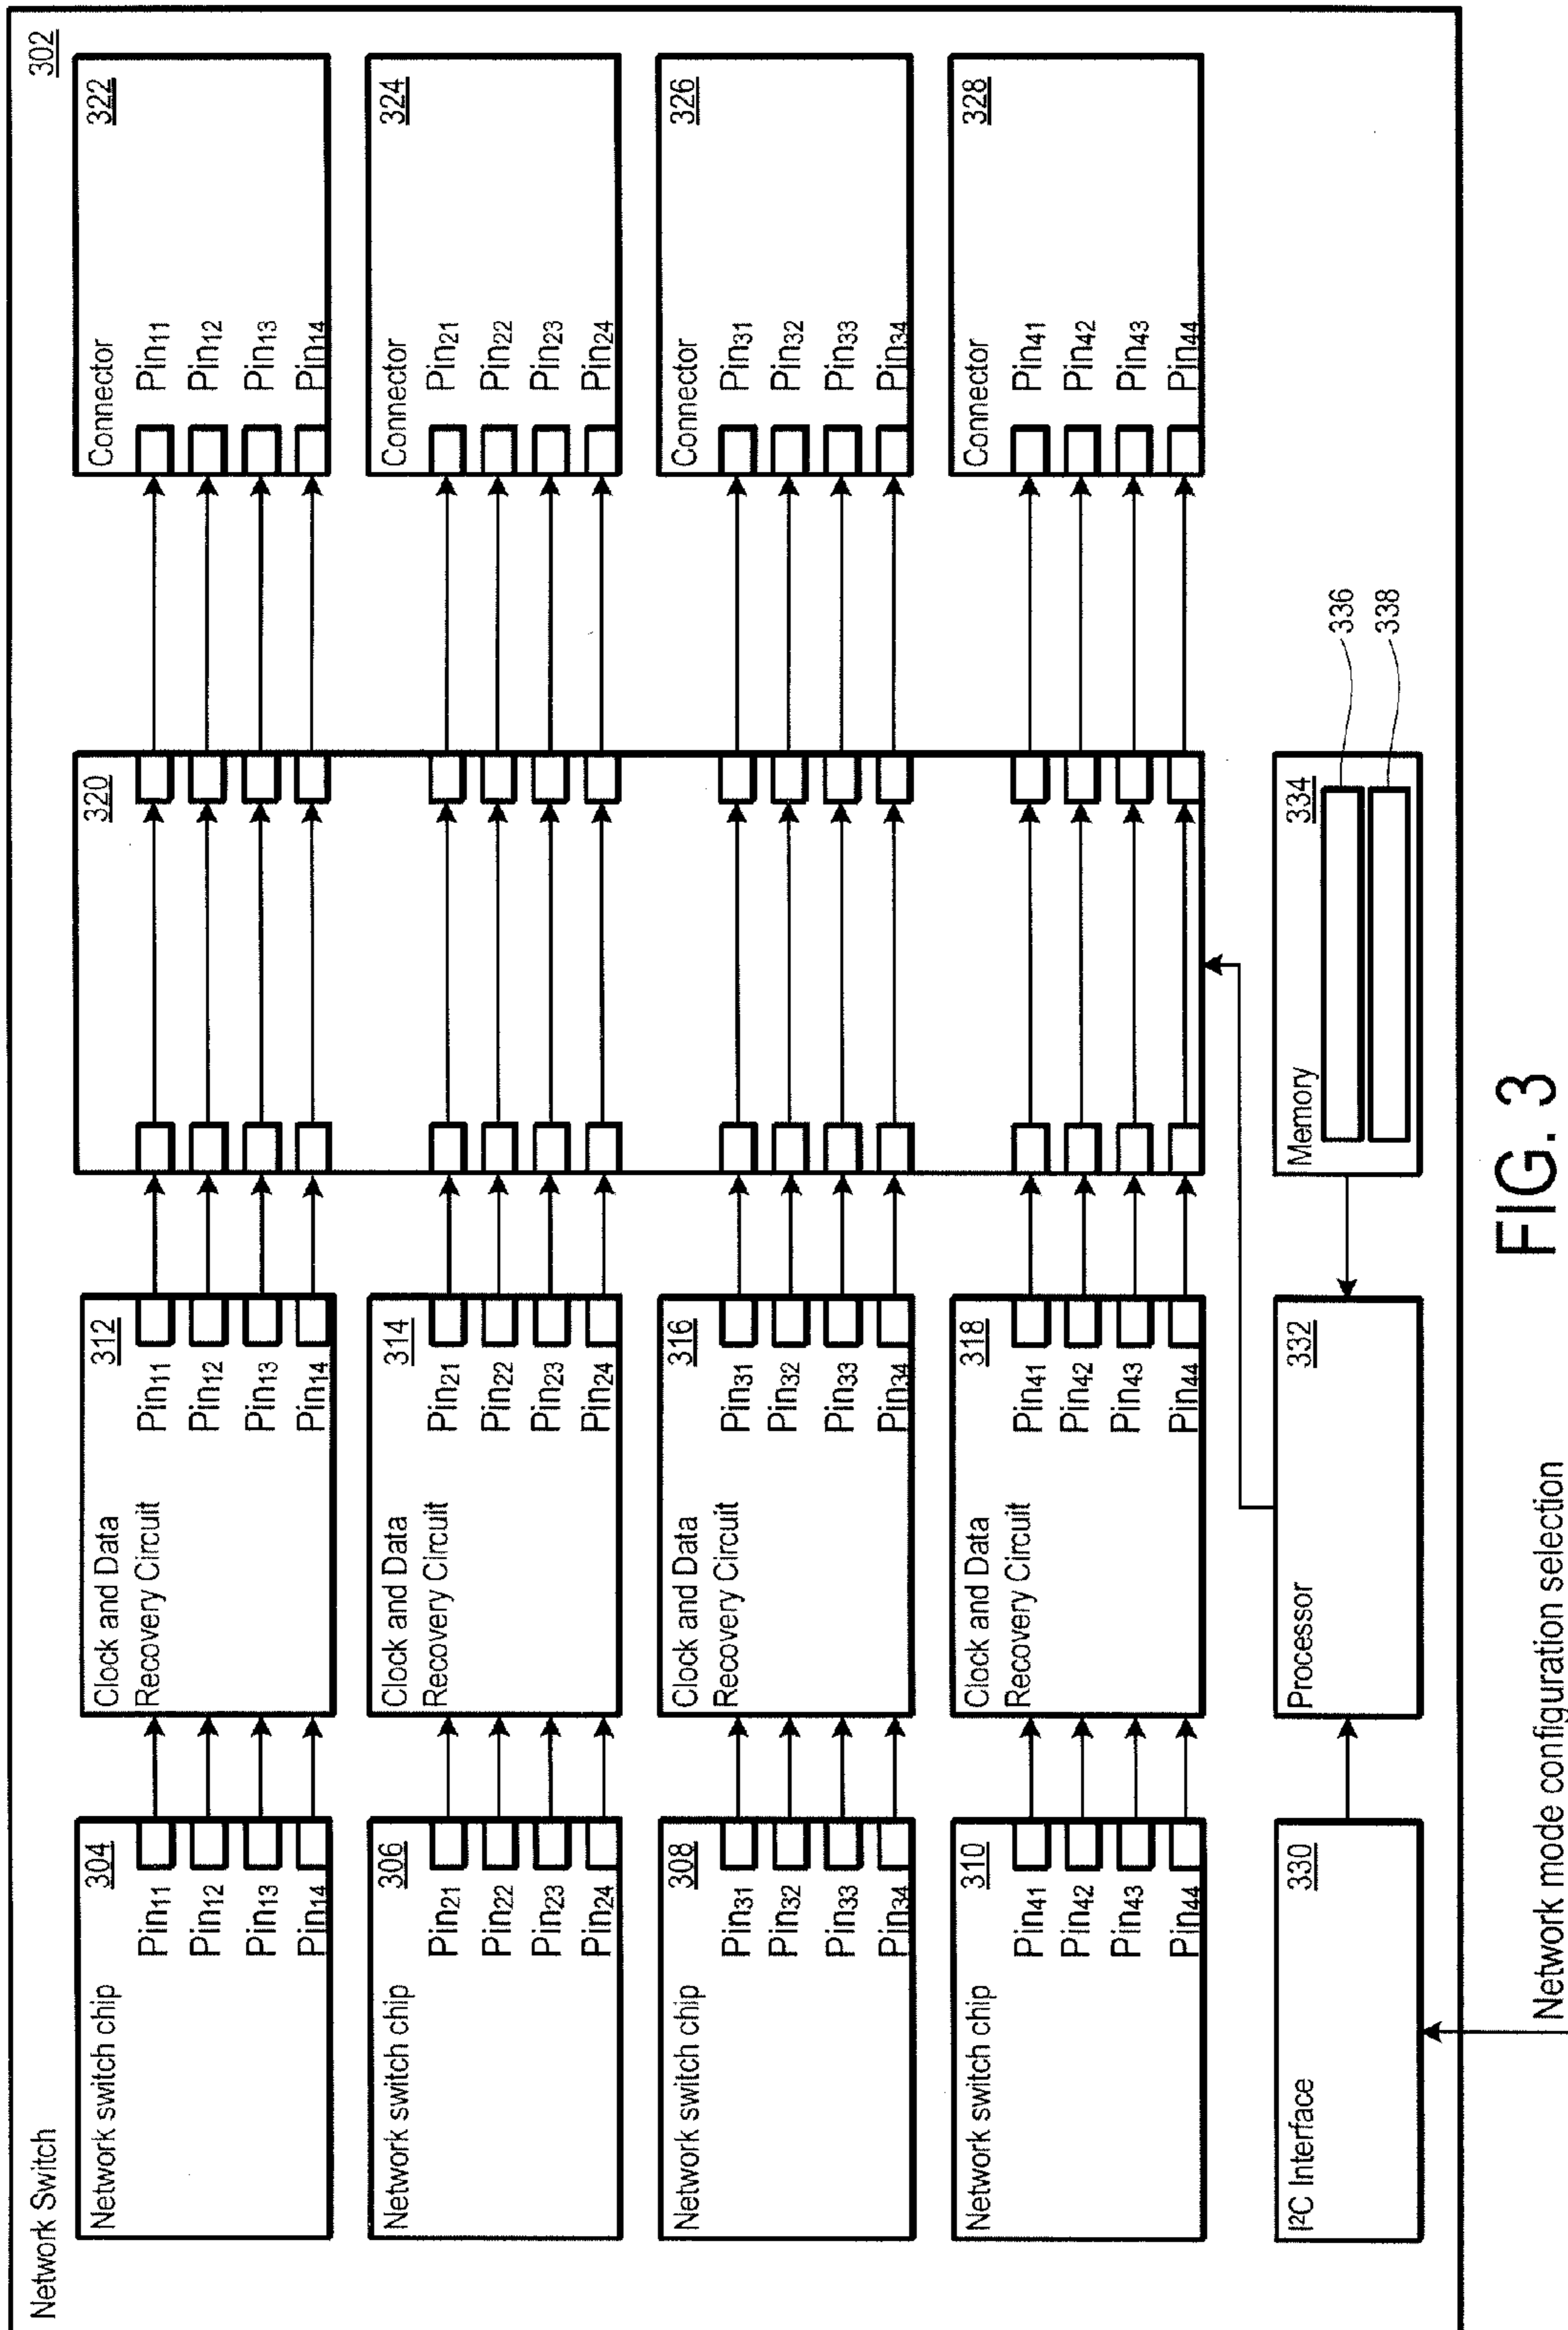 Network Switch
302
Network switch chip
304
Pin11
Pin12
Pin13
Pin14
Clock and Data
Recovery Circuit
312
Pin11
Pin12
Pin13
Pin14
320
Connector
322
Pin11
Pin12
Pin13
Pin14
Network switch chip
306
Pin21
Pin22
Pin23
Pin24
Clock and Data
Recovery Circuit
314
Pin21
Pin22
Pin23
Pin24
Connector
324
Pin21
Pin22
Pin23
Pin24
Network switch chip
308
Pin31
Pin32
Pin33
Pin34
Clock and Data
Recovery Circuit
316
Pin31
Pin32
Pin33
Pin34
Connector
326
Pin31
Pin32
Pin33
Pin34
Network switch chip
310
Pin41
Pin42
Pin43
Pin44
Clock and Data
Recovery Circuit
318
Pin41
Pin42
Pin43
Pin44
Connector
328
Pin41
Pin42
Pin43
Pin44
I²C Interface
330
Processor
332
Memory
334
336
338
Network mode configuration selection
FIG. 3